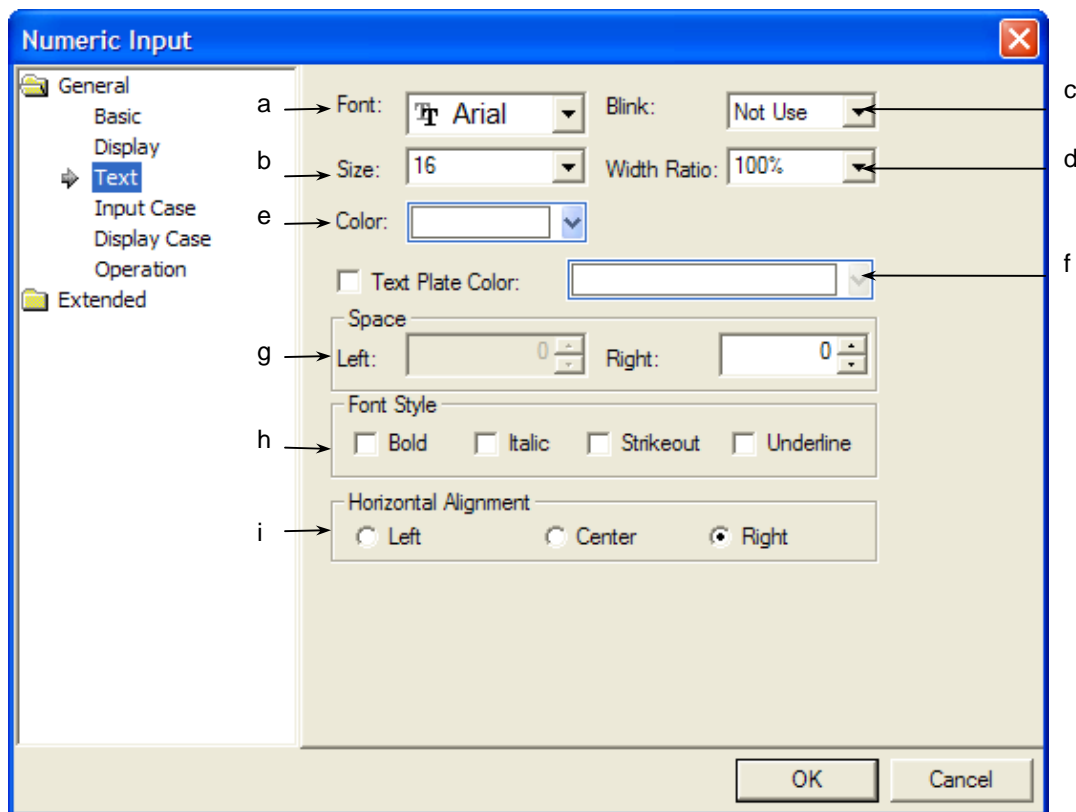 Numeric Input
General
Basic
Display
Text
Input Case
Display Case
Operation
Extended
a Font: Arial Blink: Not Use c
b Size: 16 Width Ratio: 100% d
e Color:
Text Plate Color: f
Space
g Left: 0 Right: 0
Font Style
h Bold Italic Strikeout Underline
Horizontal Alignment
i Left Center Right
OK Cancel